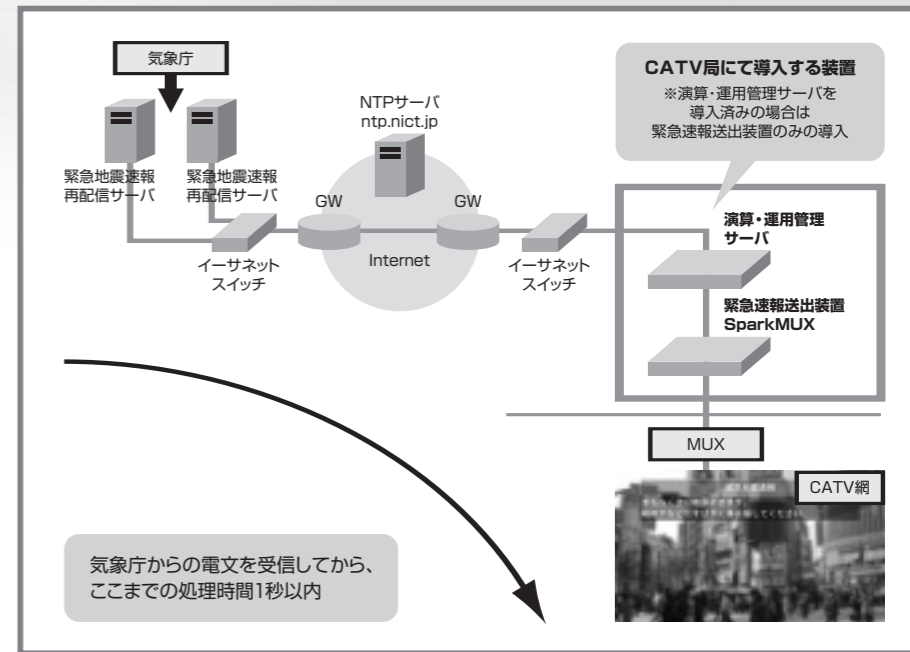 気象庁
緊急地震速報
再配信サーバ
緊急地震速報
再配信サーバ
イーサネット
スイッチ
NTPサーバ
ntp.nict.jp
GW
GW
Internet
イーサネット
スイッチ
CATV局にて導入する装置
※演算・運用管理サーバを
導入済みの場合は
緊急速報送出装置のみの導入
演算・運用管理
サーバ
緊急速報送出装置
SparkMUX
MUX
CATV網
気象庁からの電文を受信してから、
ここまでの処理時間1秒以内